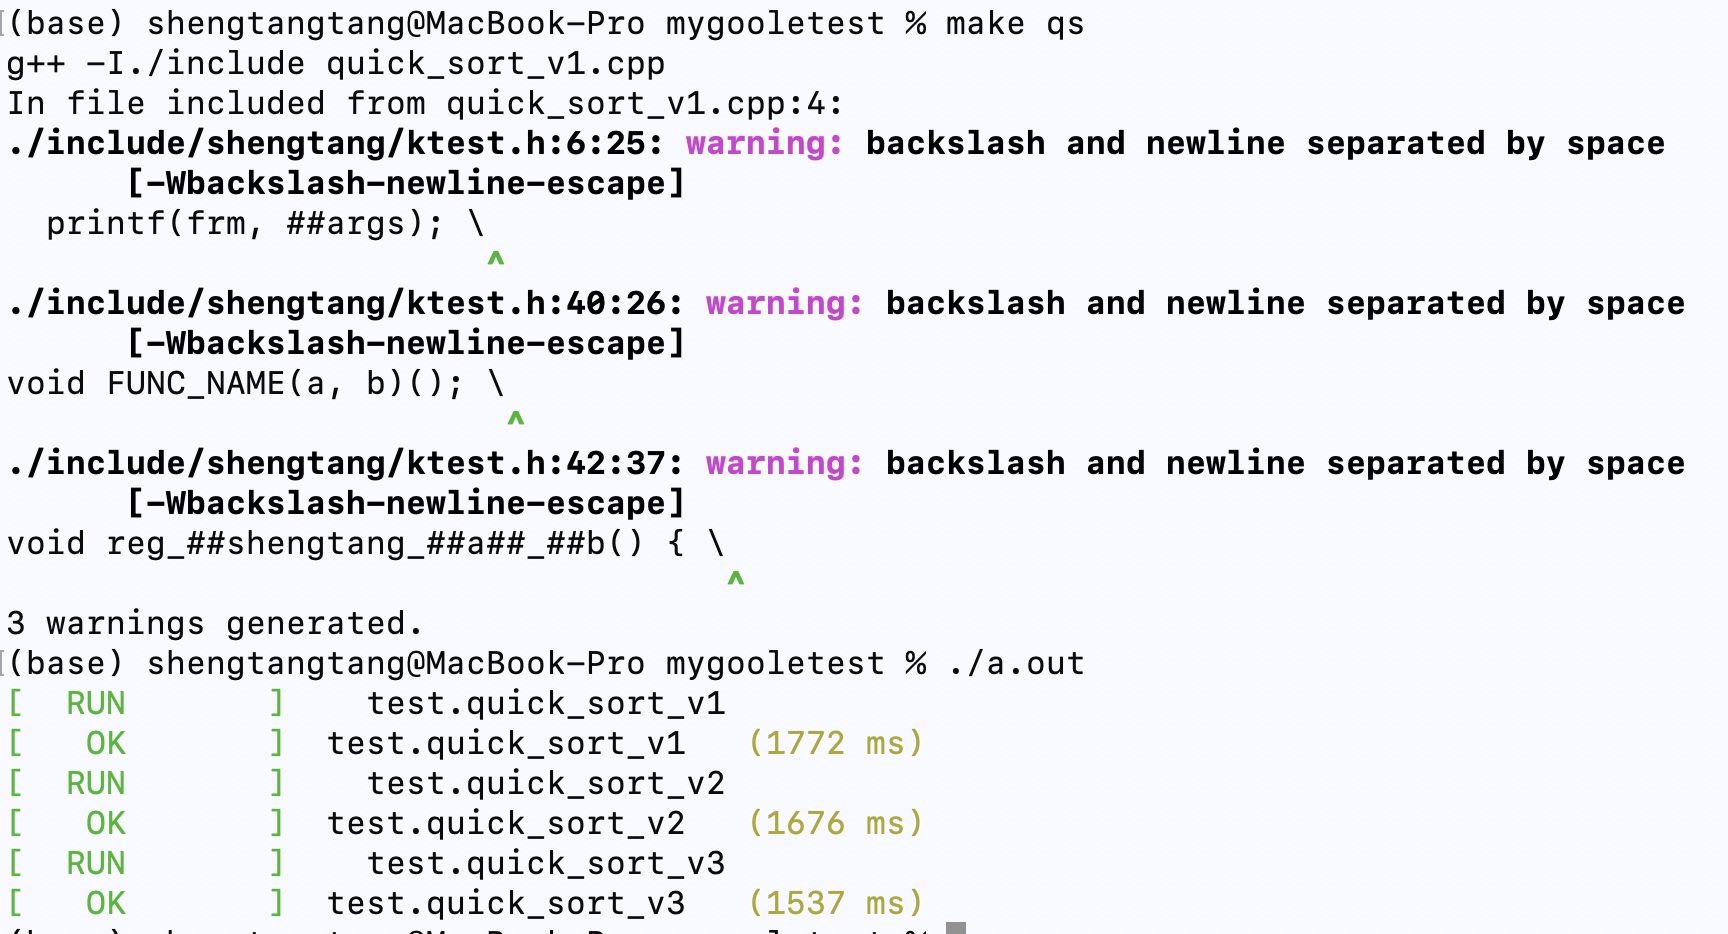 (base) shengtangtang@MacBook-Pro mygooletest % make qs
g++ -I./include quick_sort_v1.cpp
In file included from quick_sort_v1.cpp:4:
./include/shengtang/ktest.h:6:25: warning: backslash and newline separated by space
      [-Wbackslash-newline-escape]
  printf(frm, ##args); \
                        ^
./include/shengtang/ktest.h:40:26: warning: backslash and newline separated by space
      [-Wbackslash-newline-escape]
void FUNC_NAME(a, b)(); \
                         ^
./include/shengtang/ktest.h:42:37: warning: backslash and newline separated by space
      [-Wbackslash-newline-escape]
void reg_##shengtang_##a##_##b() { \
                                    ^
3 warnings generated.
(base) shengtangtang@MacBook-Pro mygooletest % ./a.out
[  RUN       ]    test.quick_sort_v1
[   OK       ]  test.quick_sort_v1   (1772 ms)
[  RUN       ]    test.quick_sort_v2
[   OK       ]  test.quick_sort_v2   (1676 ms)
[  RUN       ]    test.quick_sort_v3
[   OK       ]  test.quick_sort_v3   (1537 ms)